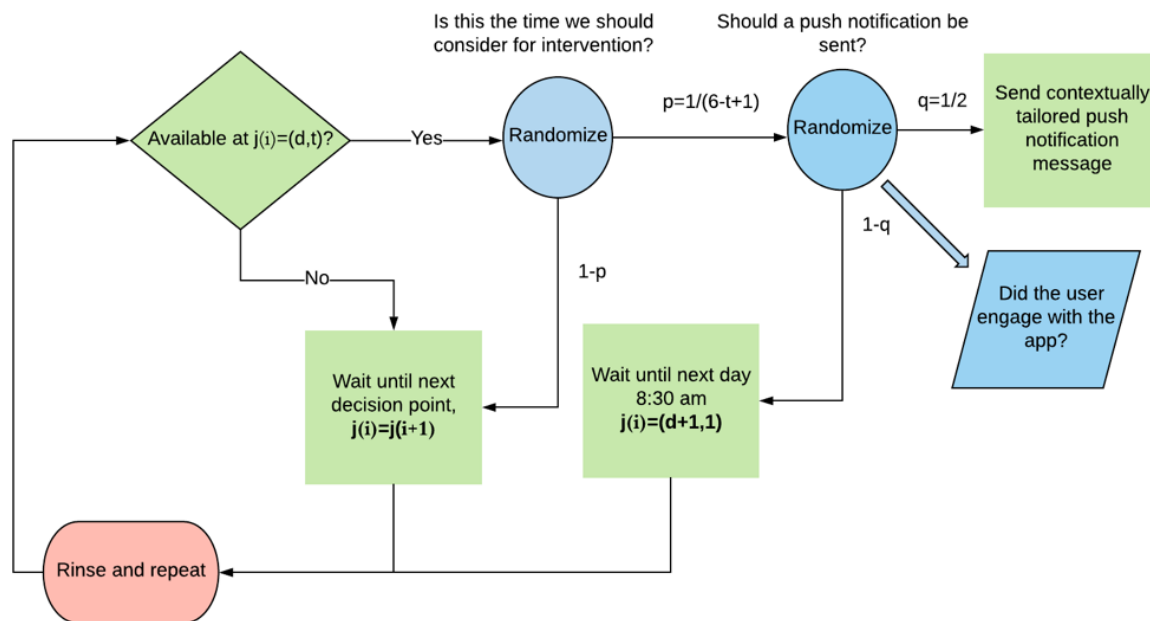 Is this the time we should
consider for intervention?
Should a push notification be
sent?
Available at j(i)=(d,t)?
Yes
Randomize
p=1/(6-t+1)
Randomize
q=1/2
Send contextually
tailored push
notification
message
No
1-p
1-q
Did the user
engage with the
app?
Wait until next
decision point,
j(i)=j(i+1)
Wait until next day
8:30 am
j(i)=(d+1,1)
Rinse and repeat